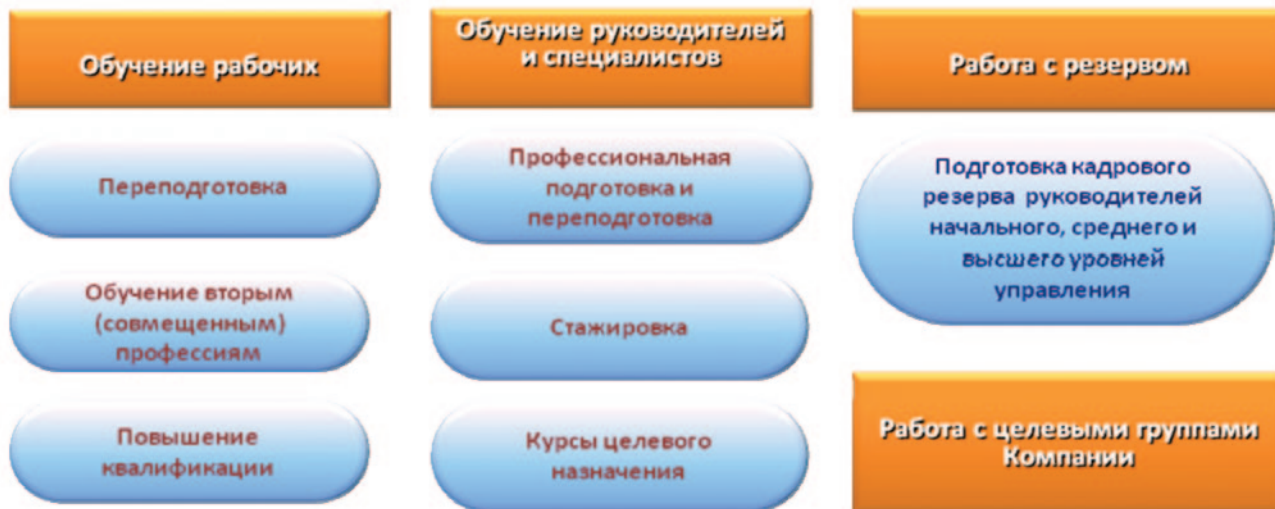 Обучение рабочих
Переподготовка
Обучение вторым
(совмещенным)
профессиям
Повышение
квалификации
Обучение руководителей
и специалистов
Профессиональная
подготовка и
переподготовка
Стажировка
Курсы целевого
назначения
Работа с резервом
Подготовка кадрового
резерва руководителей
начального, среднего и
высшего уровней
управления
Работа с целевыми группами
Компании